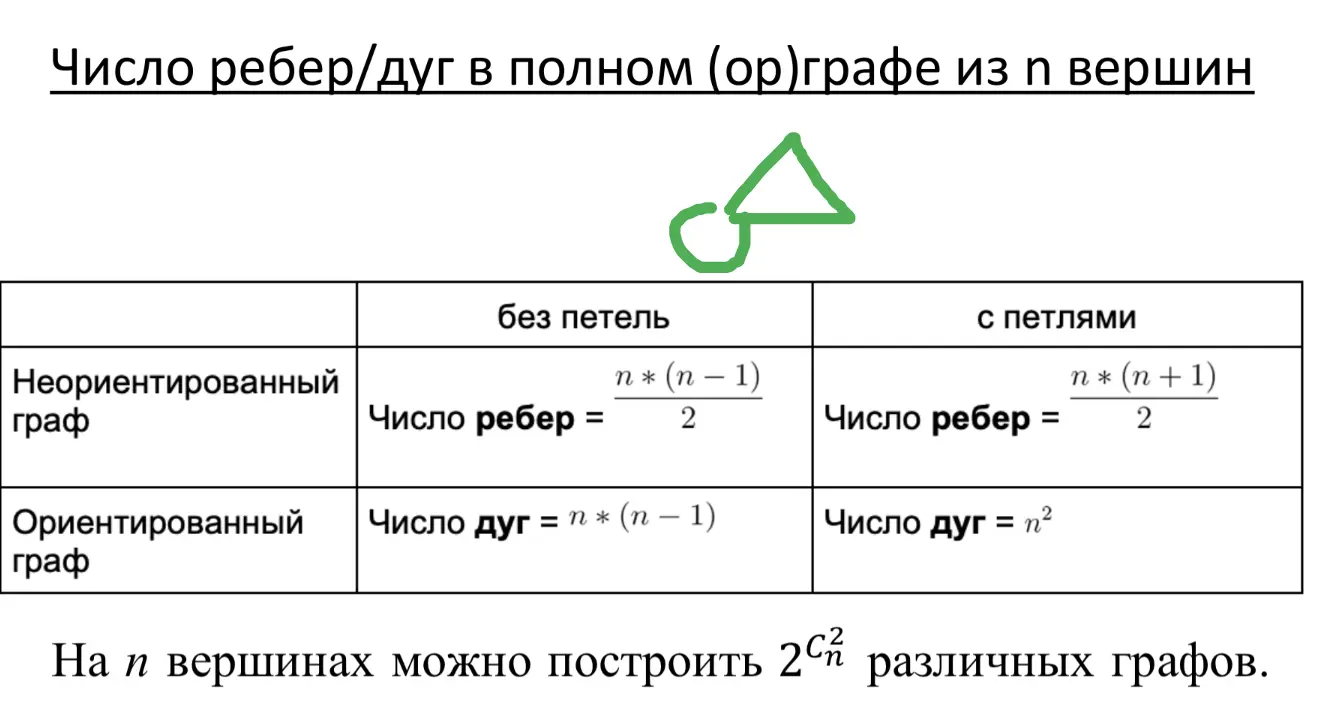 Число ребер/дуг в полном (ор)графе из n вершин
без петель
с петлями
Неориентированный
граф
Число ребер = \frac{n * (n − 1)}{2}
Число ребер = \frac{n * (n + 1)}{2}
Ориентированный
граф
Число дуг = n * (n − 1)
Число дуг = n^2
На n вершинах можно построить 2^{C_n^2} различных графов.